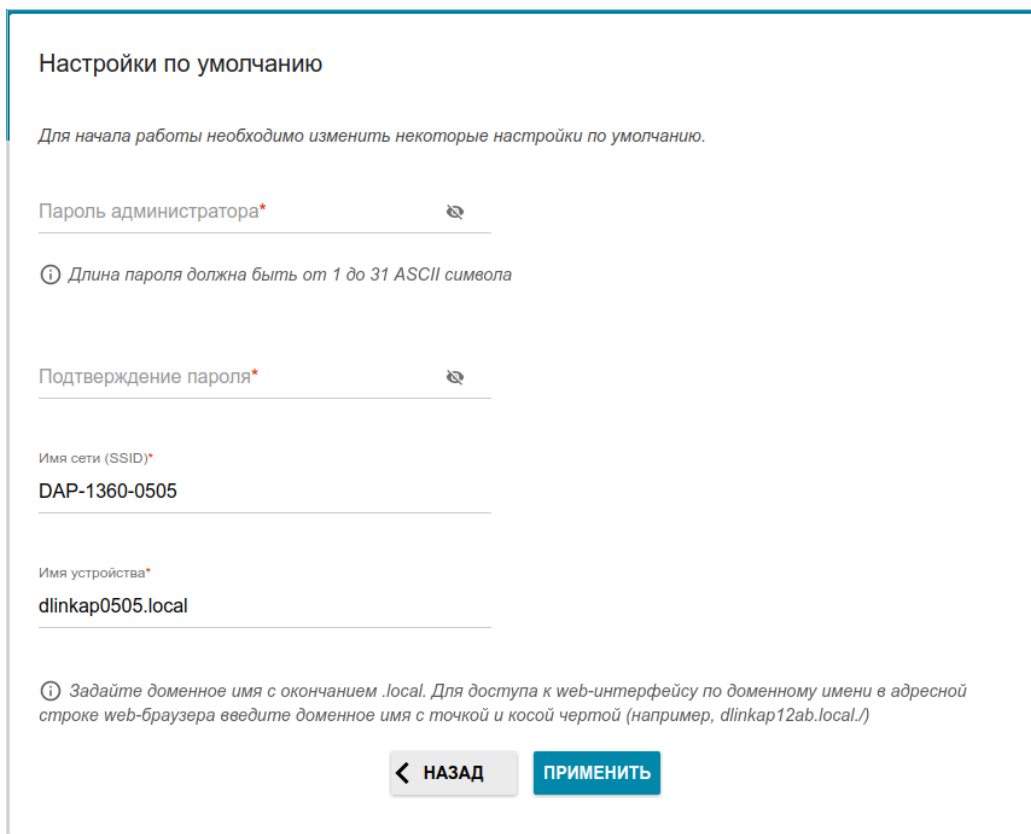 Настройки по умолчанию
Для начала работы необходимо изменить некоторые настройки по умолчанию.
Пароль администратора*
Длина пароля должна быть от 1 до 31 ASCII символа
Подтверждение пароля*
Имя сети (SSID)*
DAP-1360-0505
Имя устройства*
dlinkap0505.local
Задайте доменное имя с окончанием .local. Для доступа к web-интерфейсу по доменному имени в адресной
строке web-браузера введите доменное имя с точкой и косой чертой (например, dlinkap12ab.local./)
НАЗАД
ПРИМЕНИТЬ